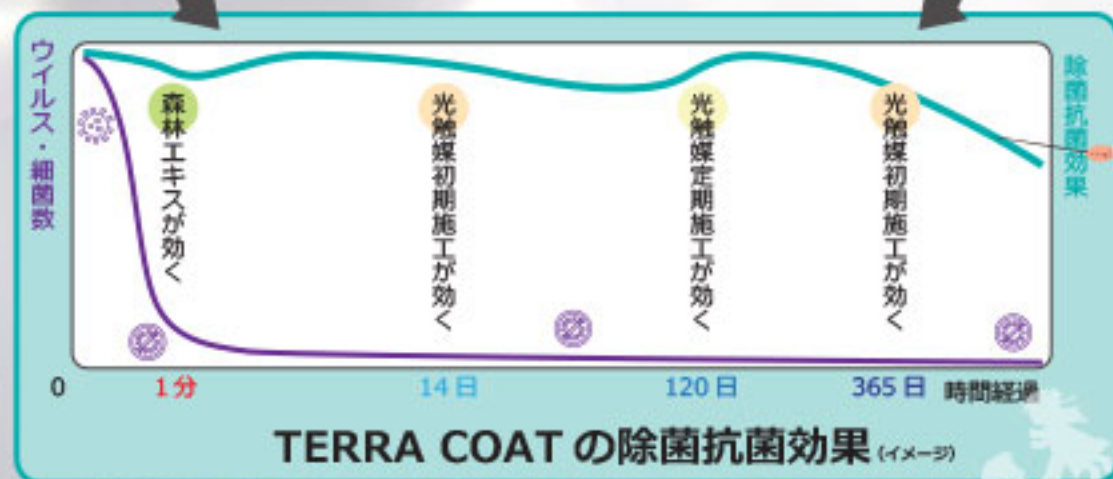 ウイルス・細菌数
除菌抗菌効果
森林エキスが効く
光触媒初期施工が効く
光触媒定期施工が効く
光触媒初期施工が効く
0
1分
14日
120日
365日
時間経過
TERRA COATの除菌抗菌効果(イメージ)